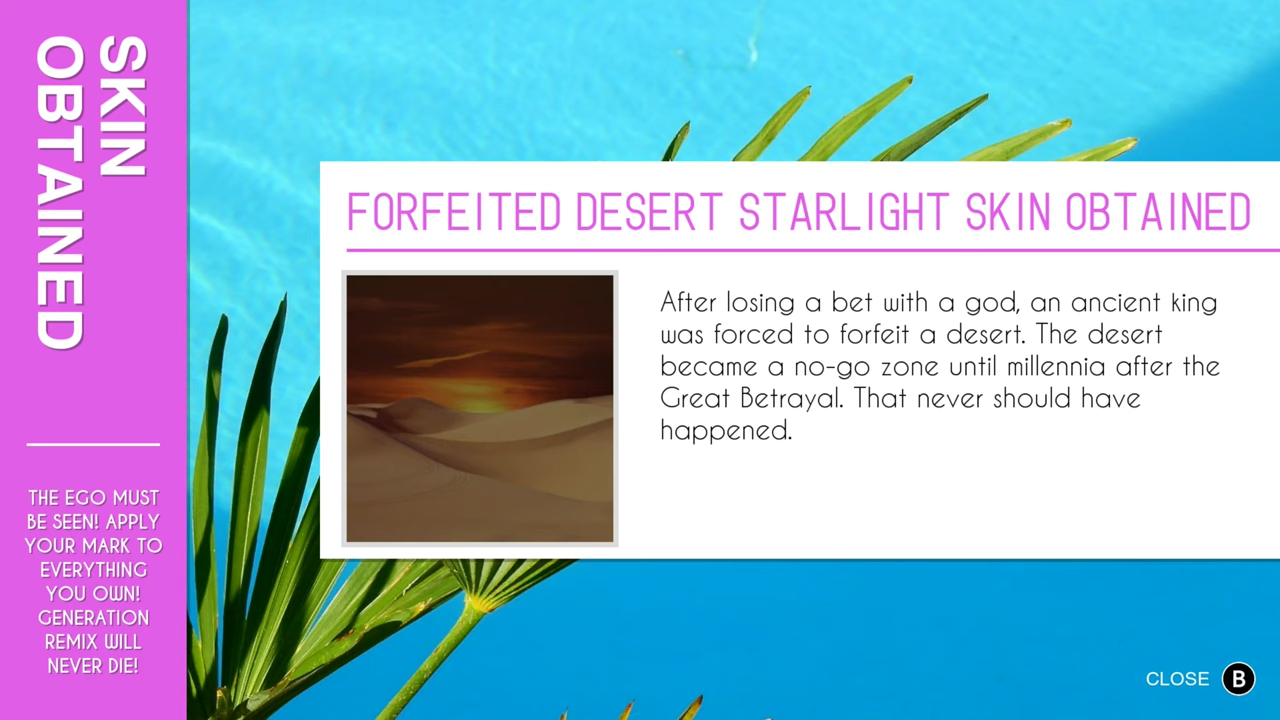 SKIN
OBTAINED
THE EGO MUST
BE SEEN! APPLY
YOUR MARK TO
EVERYTHING
YOU OWN!
GENERATION
REMIX WILL
NEVER DIE!
FORFEITED DESERT STARLIGHT SKIN OBTAINED
After losing a bet with a god, an ancient king
was forced to forfeit a desert. The desert
became a no-go zone until millennia after the
Great Betrayal. That never should have
happened.
CLOSE B